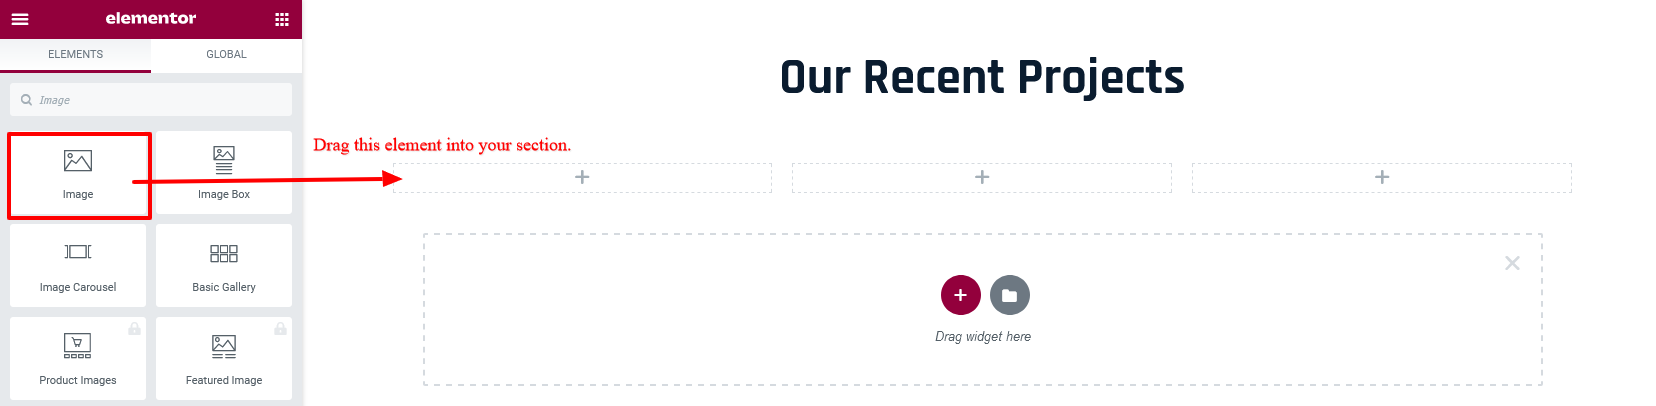 elementor
ELEMENTS GLOBAL
Image
Image Image Box
Image Carousel Basic Gallery
Product Images Featured Image
Our Recent Projects
Drag this element into your section.
Drag widget here